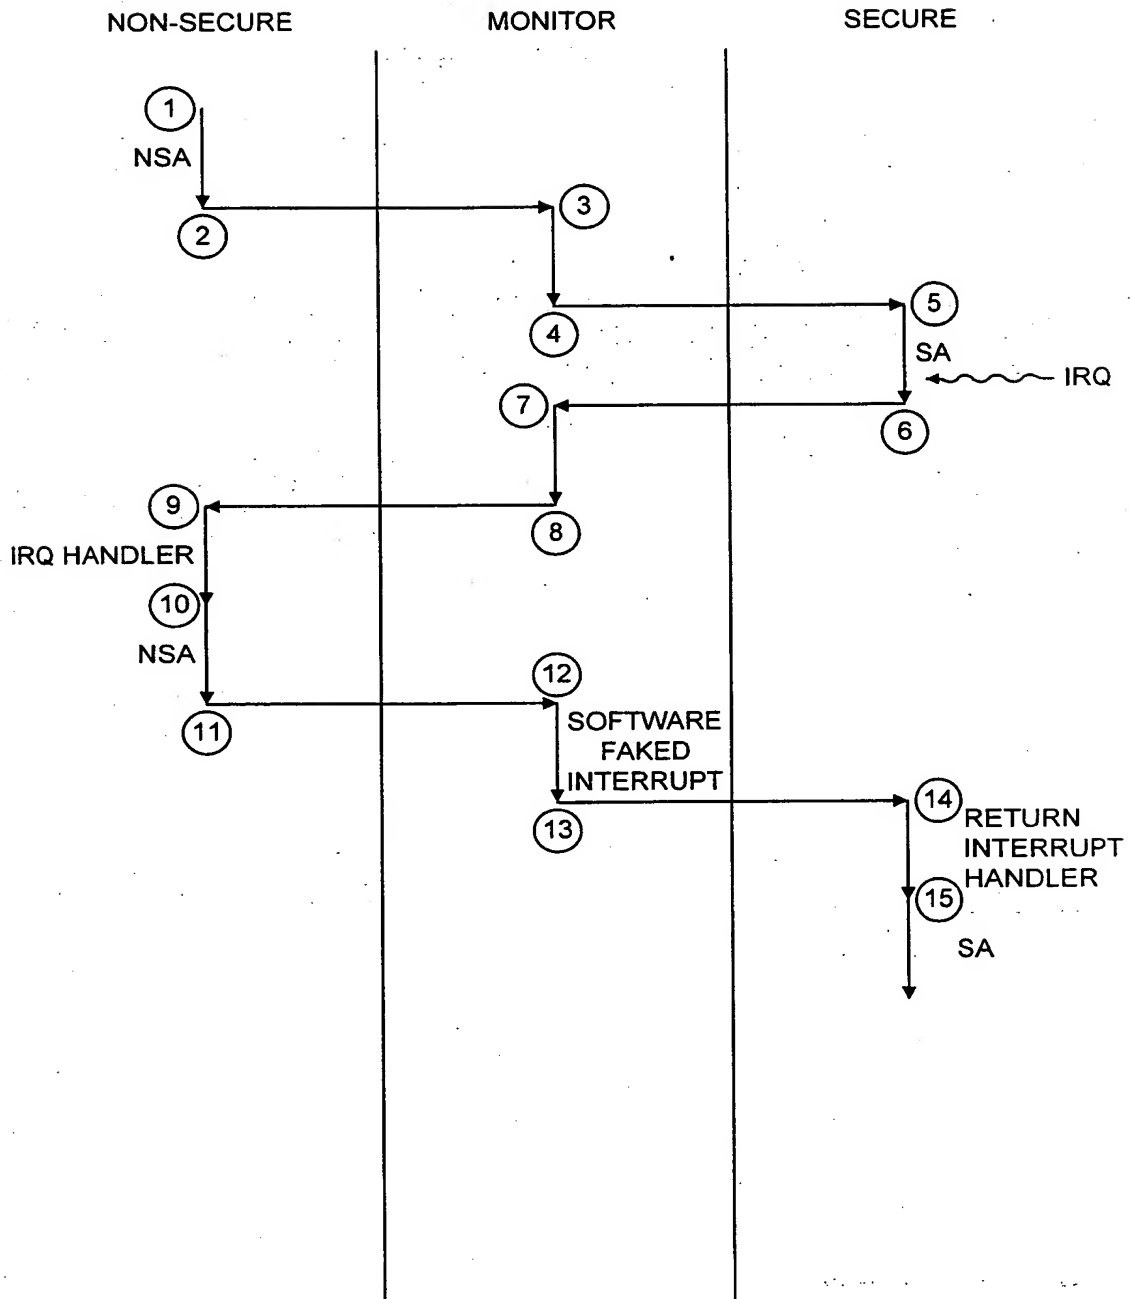 NON-SECURE
MONITOR
SECURE
1
NSA
2
3
4
5
SA
IRQ
6
7
8
9
IRQ HANDLER
10
NSA
11
12
SOFTWARE
FAKED
INTERRUPT
13
14
RETURN
INTERRUPT
HANDLER
15
SA